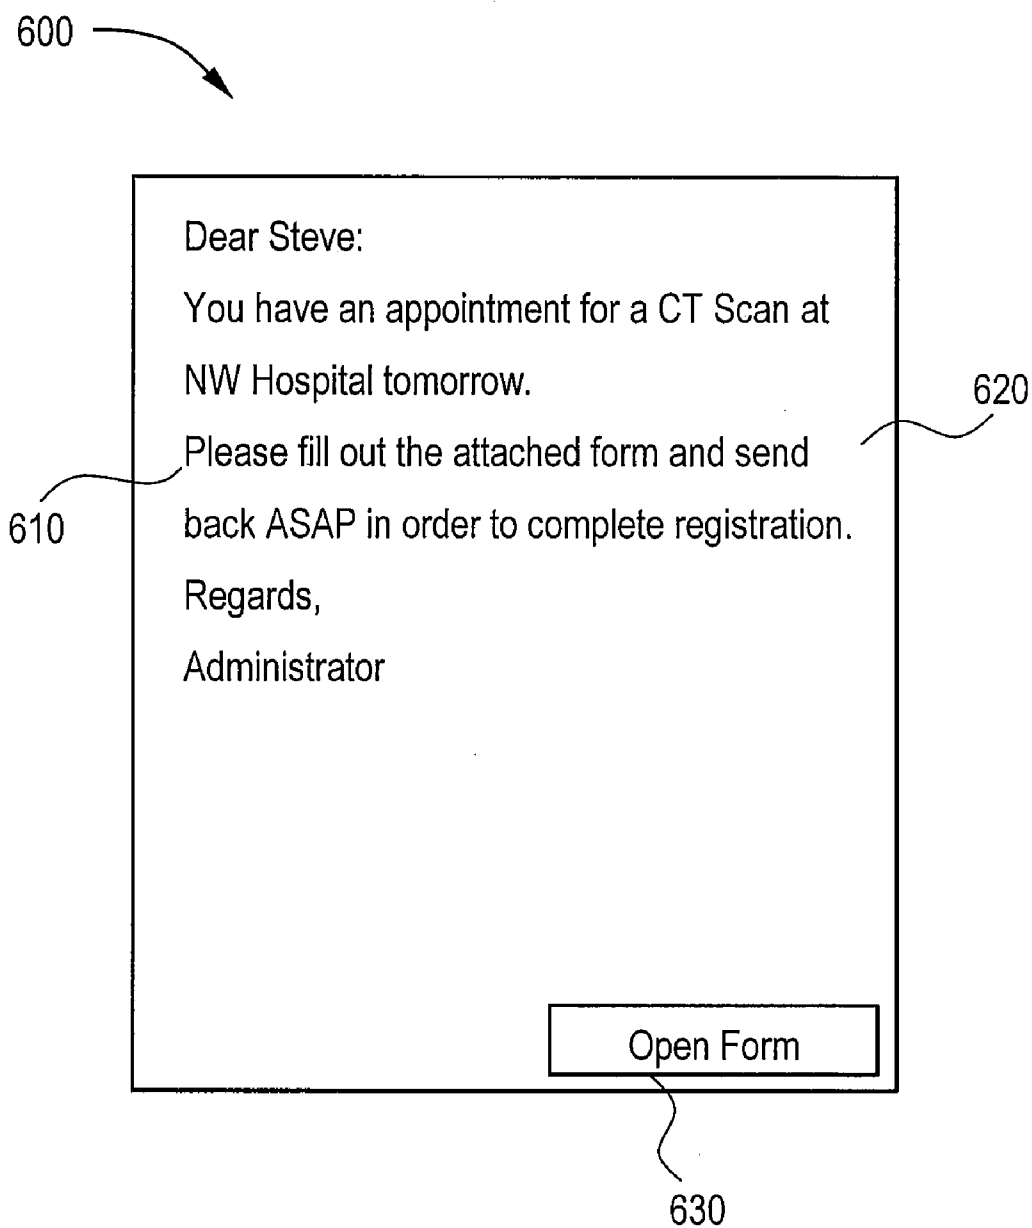 600
Dear Steve:
You have an appointment for a CT Scan at
NW Hospital tomorrow.
620
Please fill out the attached form and send
610
back ASAP in order to complete registration.
Regards,
Administrator
Open Form
630